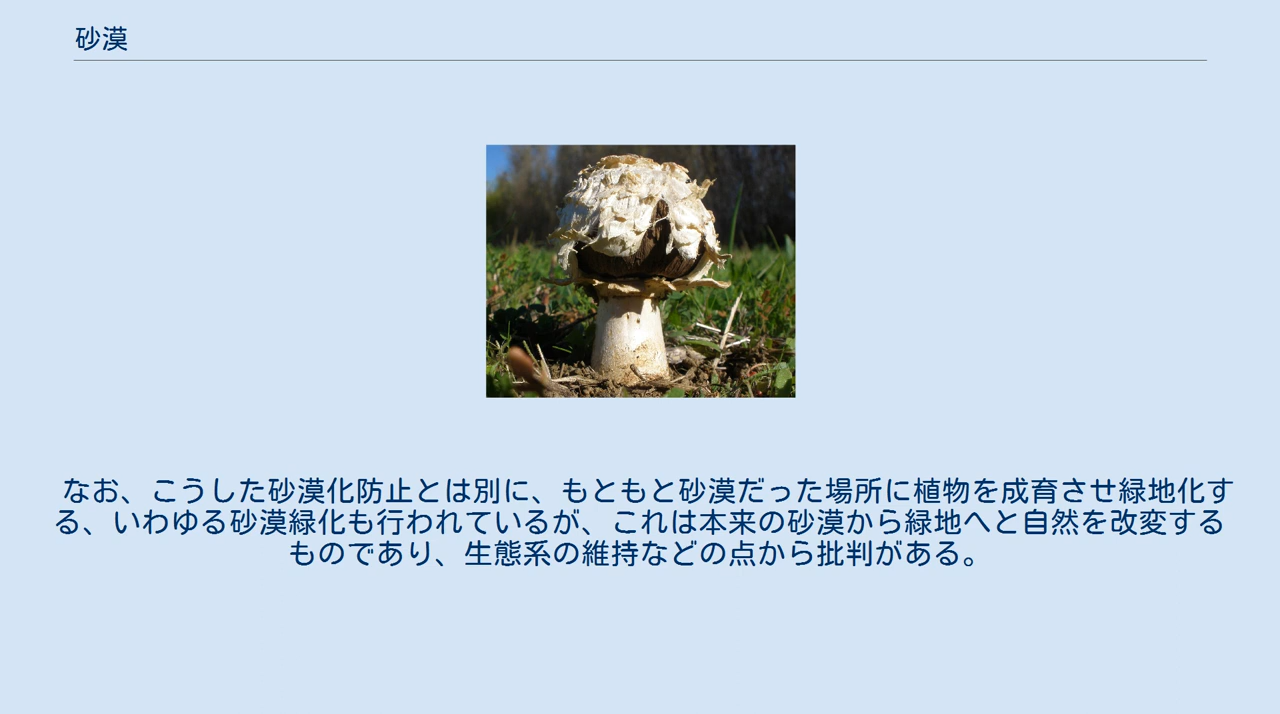 砂漠
なお、こうした砂漠化防止とは別に、もともと砂漠だった場所に植物を成育させ緑地化す
る、いわゆる砂漠緑化も行われているが、これは本来の砂漠から緑地へと自然を改変する
ものであり、生態系の維持などの点から批判がある。